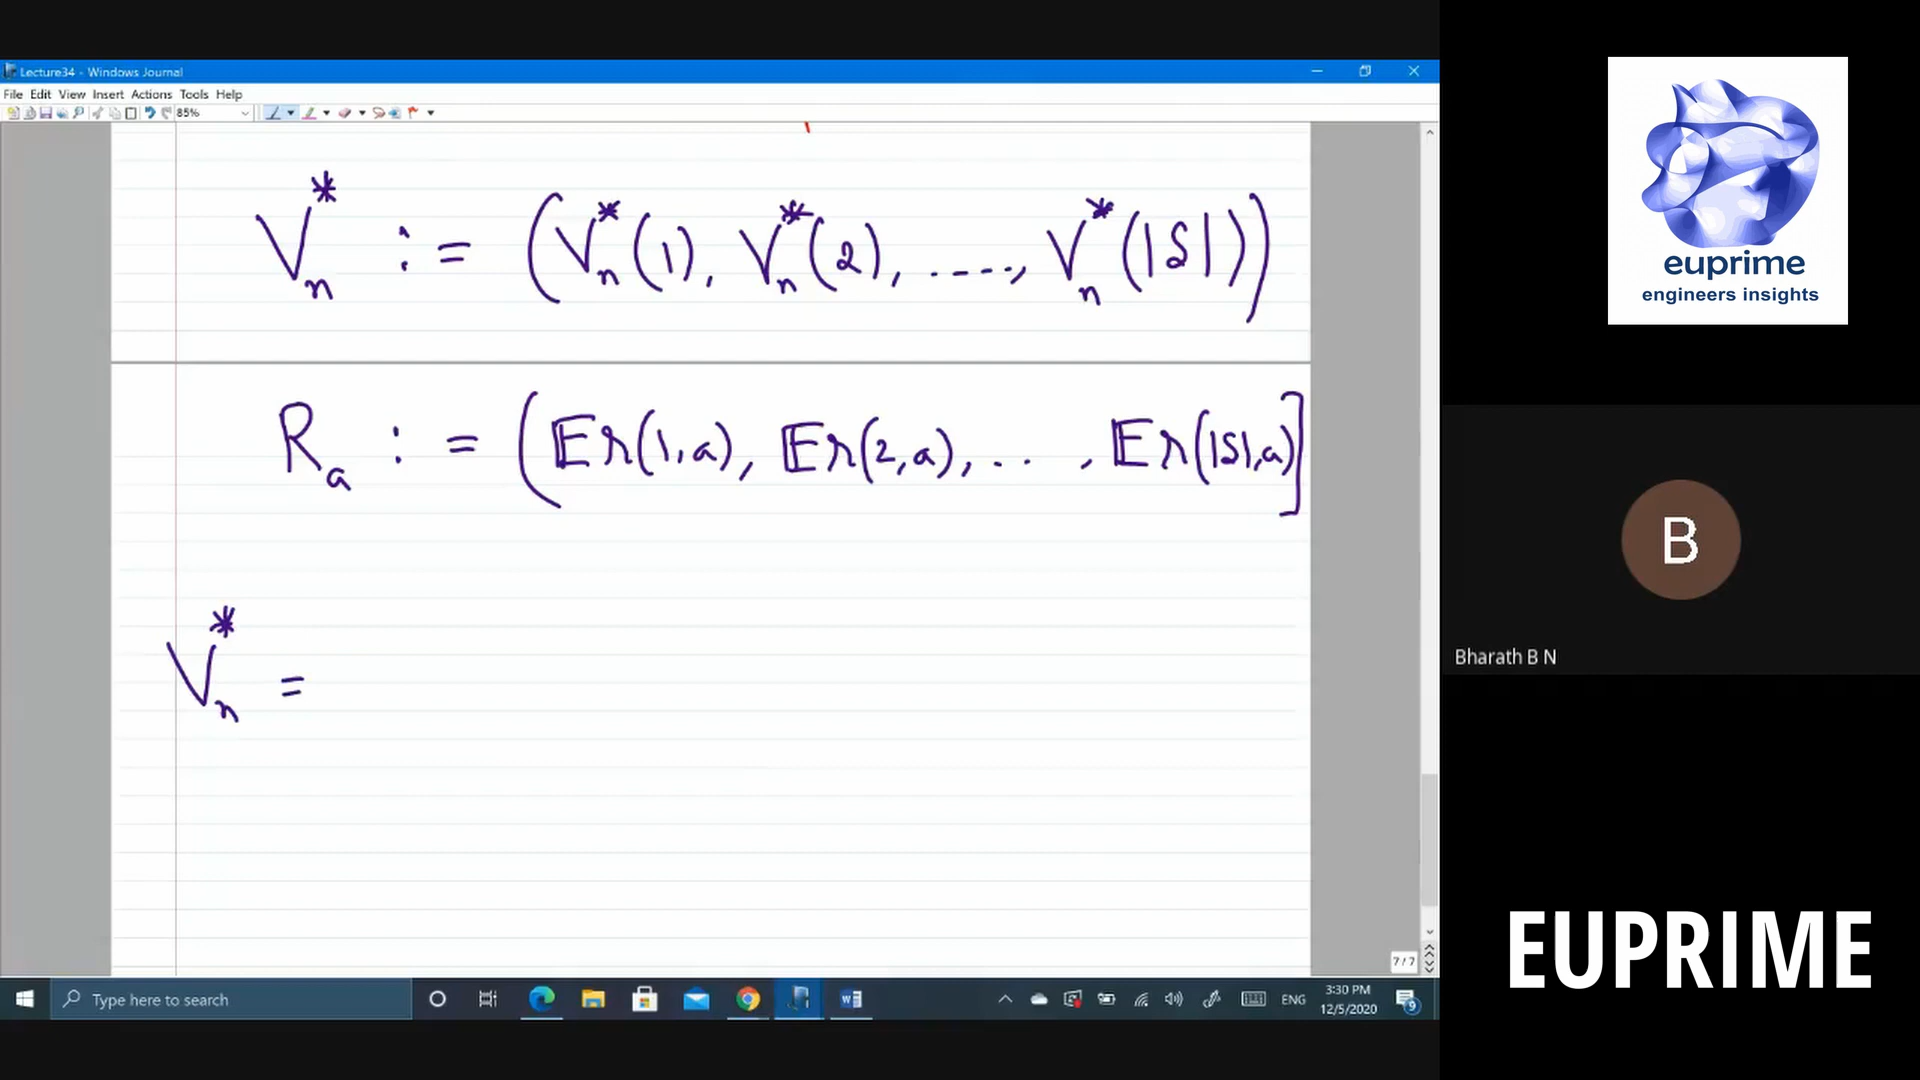 Lecture34 - Windows Journal
File Edit View Insert Actions Tools Help
85%
V*n := (V*n(1), V*n(2), ----, V*n(|S|))
Ra := (𝔼r(1,a), 𝔼r(2,a), .. . , 𝔼r(|S|,a)]
V*n =
7 / 7
Type here to search
ENG
3:30 PM
12/5/2020
9
euprime
engineers insights
B
Bharath B N
EUPRIME